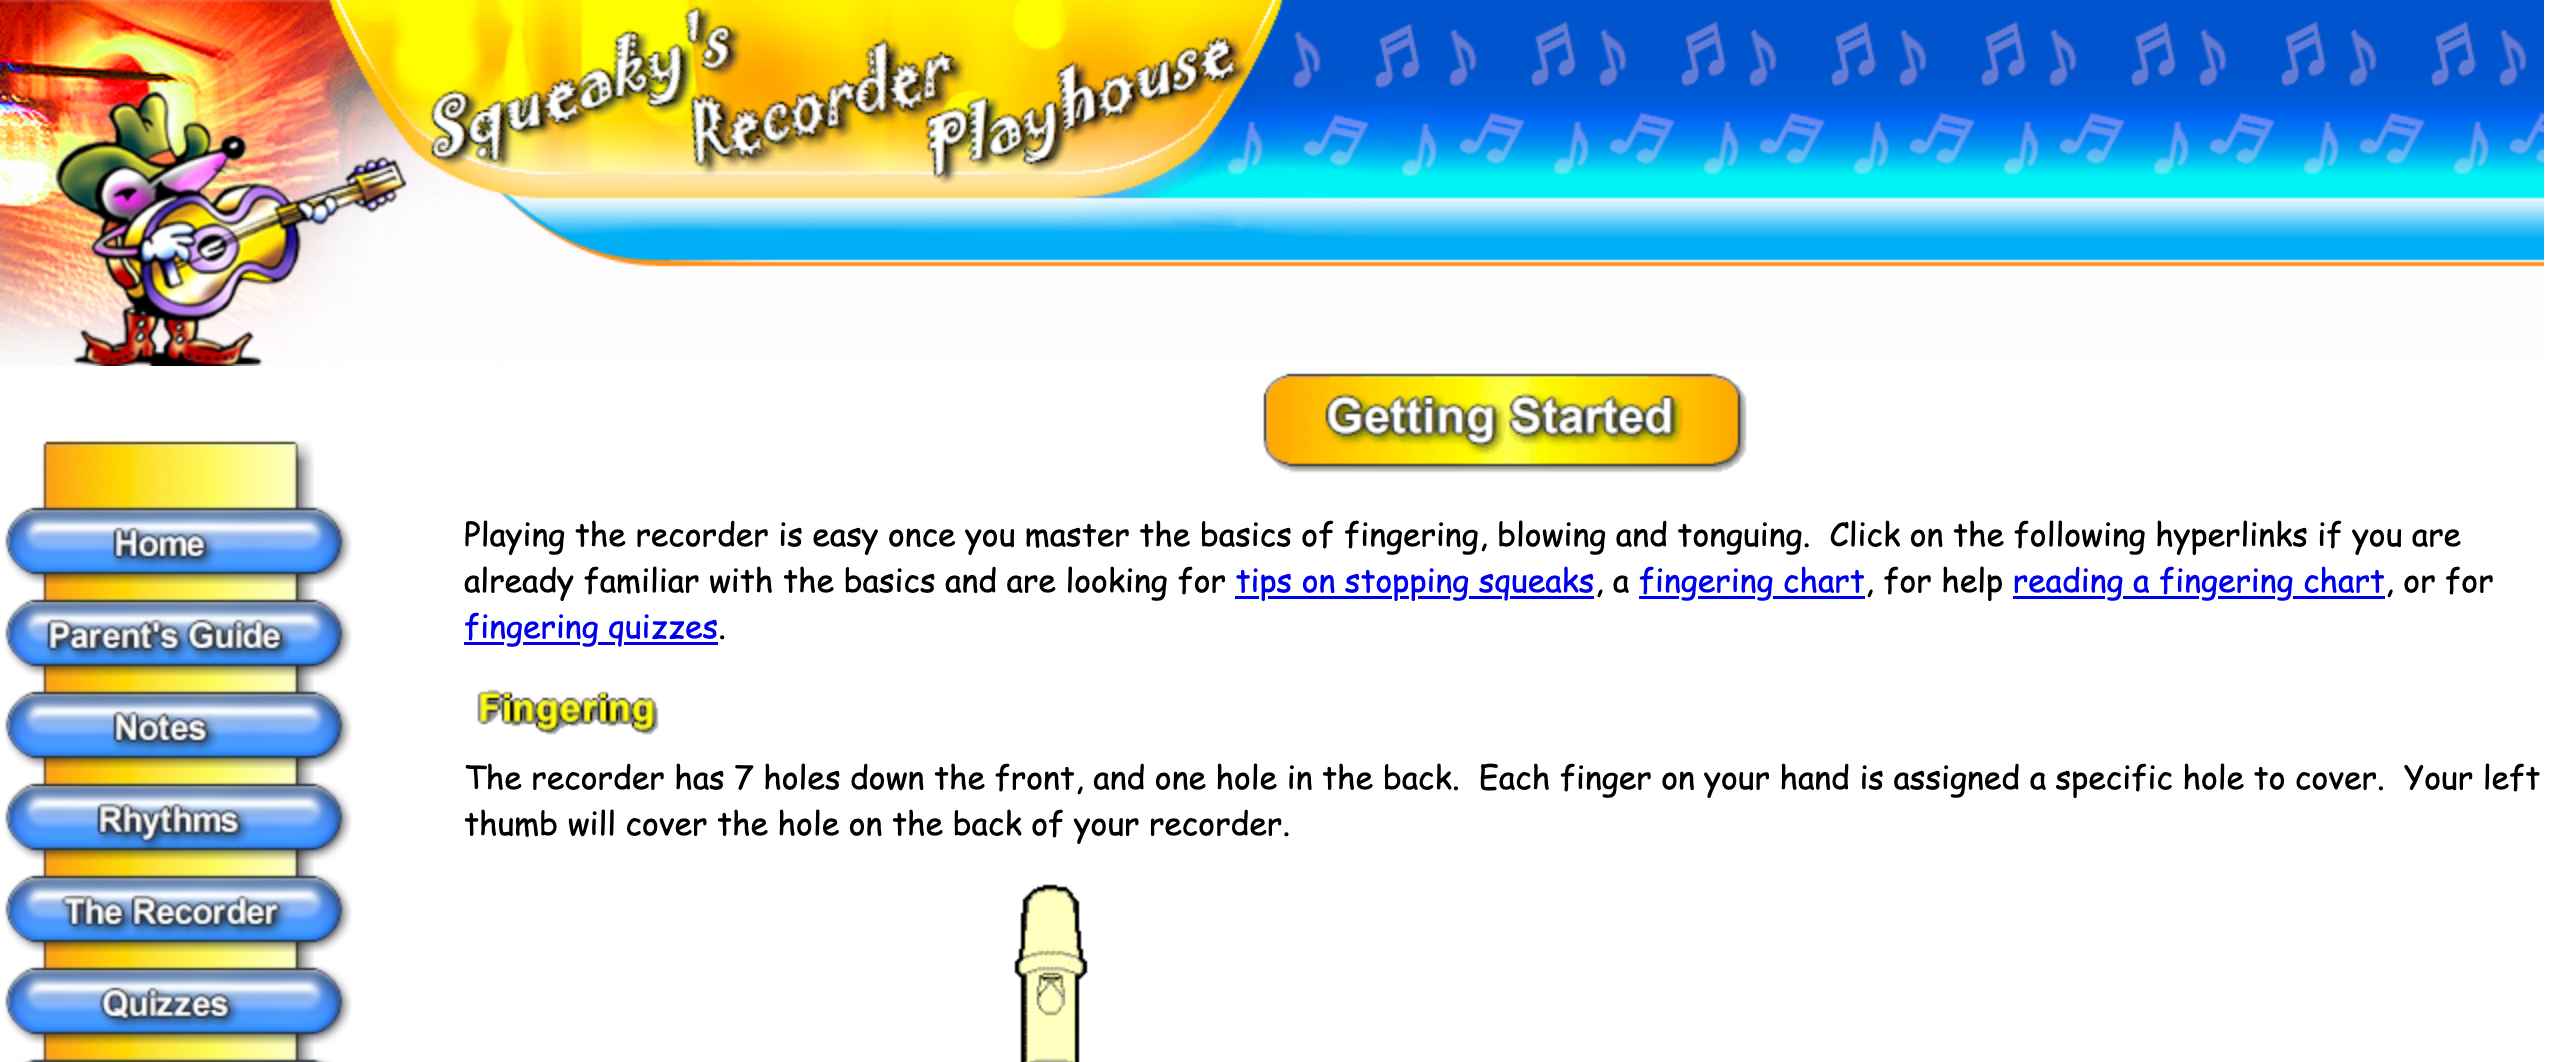 Squeaky's
Recorder
Playhouse
Getting Started
Home
Parent's Guide
Notes
Rhythms
The Recorder
Quizzes
Playing the recorder is easy once you master the basics of fingering, blowing and tonguing.  Click on the following hyperlinks if you are
already familiar with the basics and are looking for tips on stopping squeaks, a fingering chart, for help reading a fingering chart, or for
fingering quizzes.
Fingering
The recorder has 7 holes down the front, and one hole in the back.  Each finger on your hand is assigned a specific hole to cover.  Your left
thumb will cover the hole on the back of your recorder.